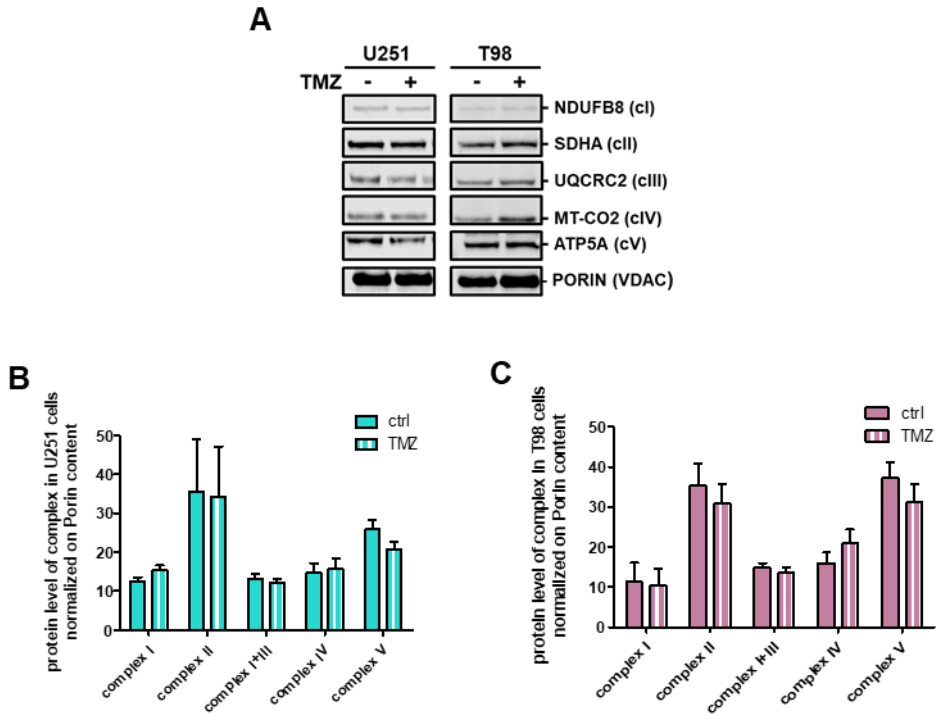 A
U251 T98
TMZ - + - +
NDUFB8 (cI)
SDHA (cII)
UQCRC2 (cIII)
MT-CO2 (cIV)
ATP5A (cV)
PORIN (VDAC)
B
protein level of complex in U251 cells
normalized on Porin content
ctrl
TMZ
50
40
30
20
10
0
complex I
complex II
complex I+III
complex IV
complex V
C
protein level of complex in T98 cells
normalized on Porin content
ctrl
TMZ
50
40
30
20
10
0
complex I
complex II
complex I+III
complex IV
complex V